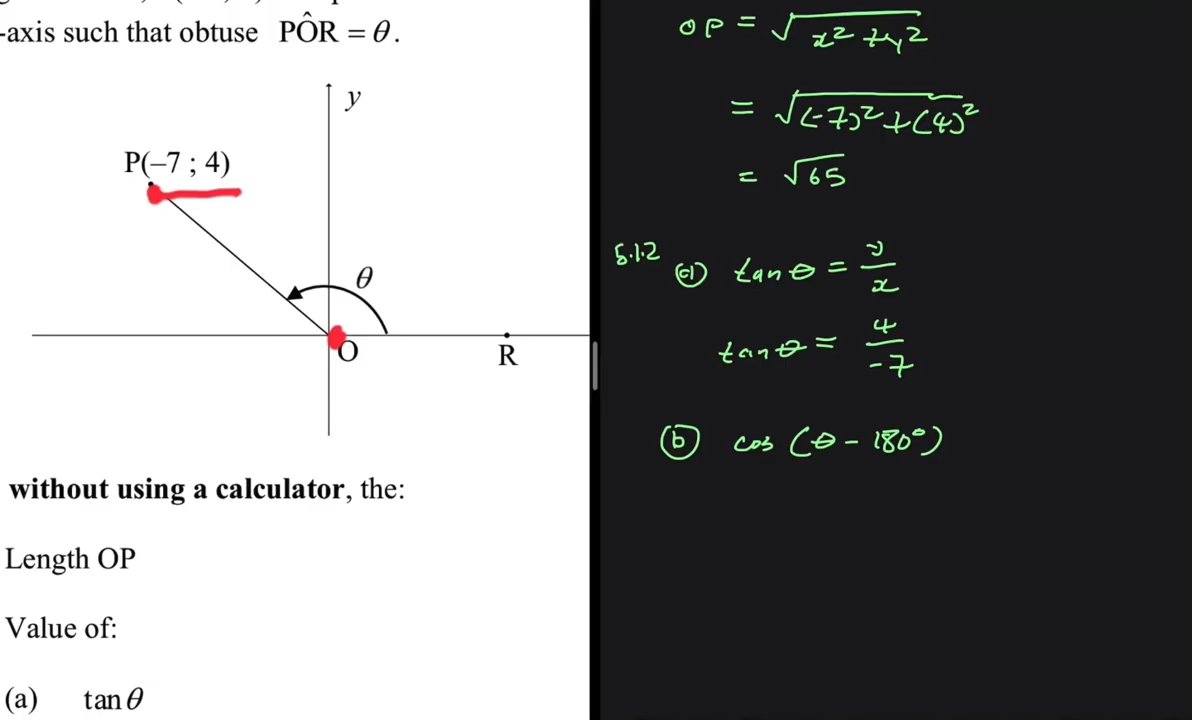 -axis such that obtuse PÔR = θ.
y
P(–7 ; 4)
θ
O
R
without using a calculator, the:
Length OP
Value of:
(a) tan θ
OP = √(x² + y²)
= √((-7)² + (4)²)
= √65
5.1.2 (a) tan θ = y/x
tan θ = 4/-7
(b) cos (θ - 180°)